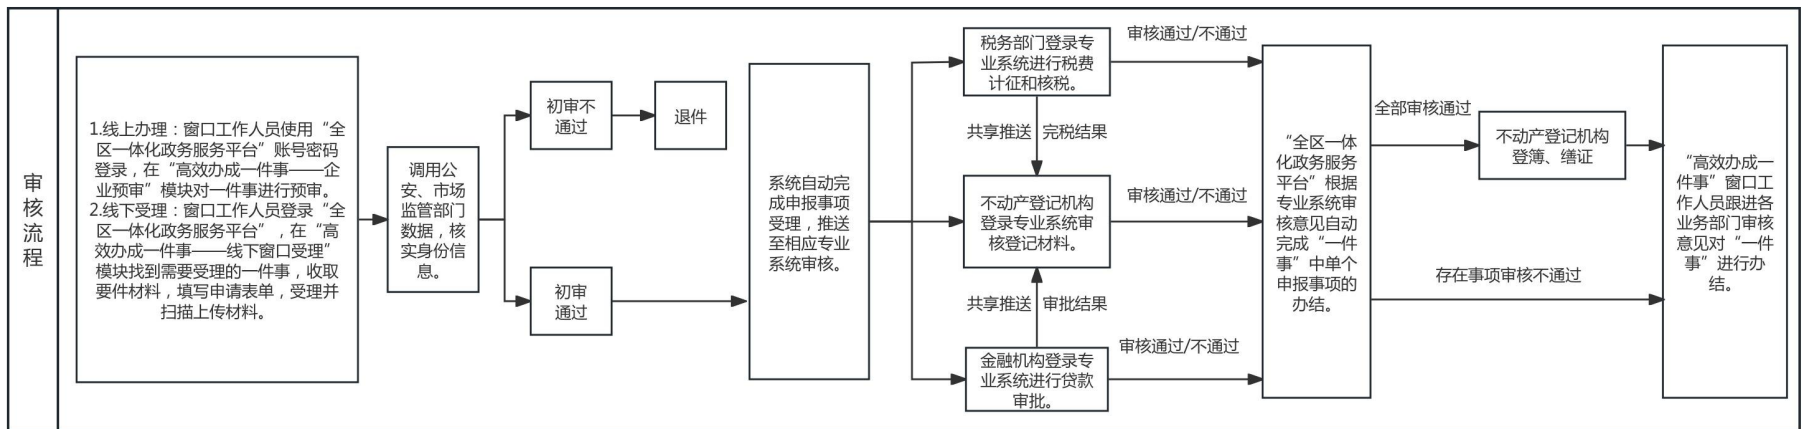 审
核
流
程
1.线上办理：窗口工作人员使用“全
区一体化政务服务平台”账号密码
登录，在“高效办成一件事——企
业预审”模块对一件事进行预审。
2.线下受理：窗口工作人员登录“全
区一体化政务服务平台”，在“高
效办成一件事——线下窗口受理”
模块找到需要受理的一件事，收取
要件材料，填写申请表单，受理并
扫描上传材料。
调用公
安、市场
监管部门
数据，核
实身份信
息。
初审不
通过
退件
初审
通过
系统自动完
成申报事项
受理，推送
至相应专业
系统审核。
税务部门登录专
业系统进行税费
计征和核税。
审核通过/不通过
共享推送 完税结果
不动产登记机构
登录专业系统审
核登记材料。
审核通过/不通过
共享推送 审批结果
金融机构登录专
业系统进行贷款
审批。
审核通过/不通过
“全区一体
化政务服务
平台”根据
专业系统审
核意见自动
完成“一件
事”中单个
申报事项的
办结。
全部审核通过
不动产登记机构
登簿、缮证
存在事项审核不通过
“高效办成一
件事”窗口工
作人员跟进各
业务部门审核
意见对“一件
事”进行办
结。